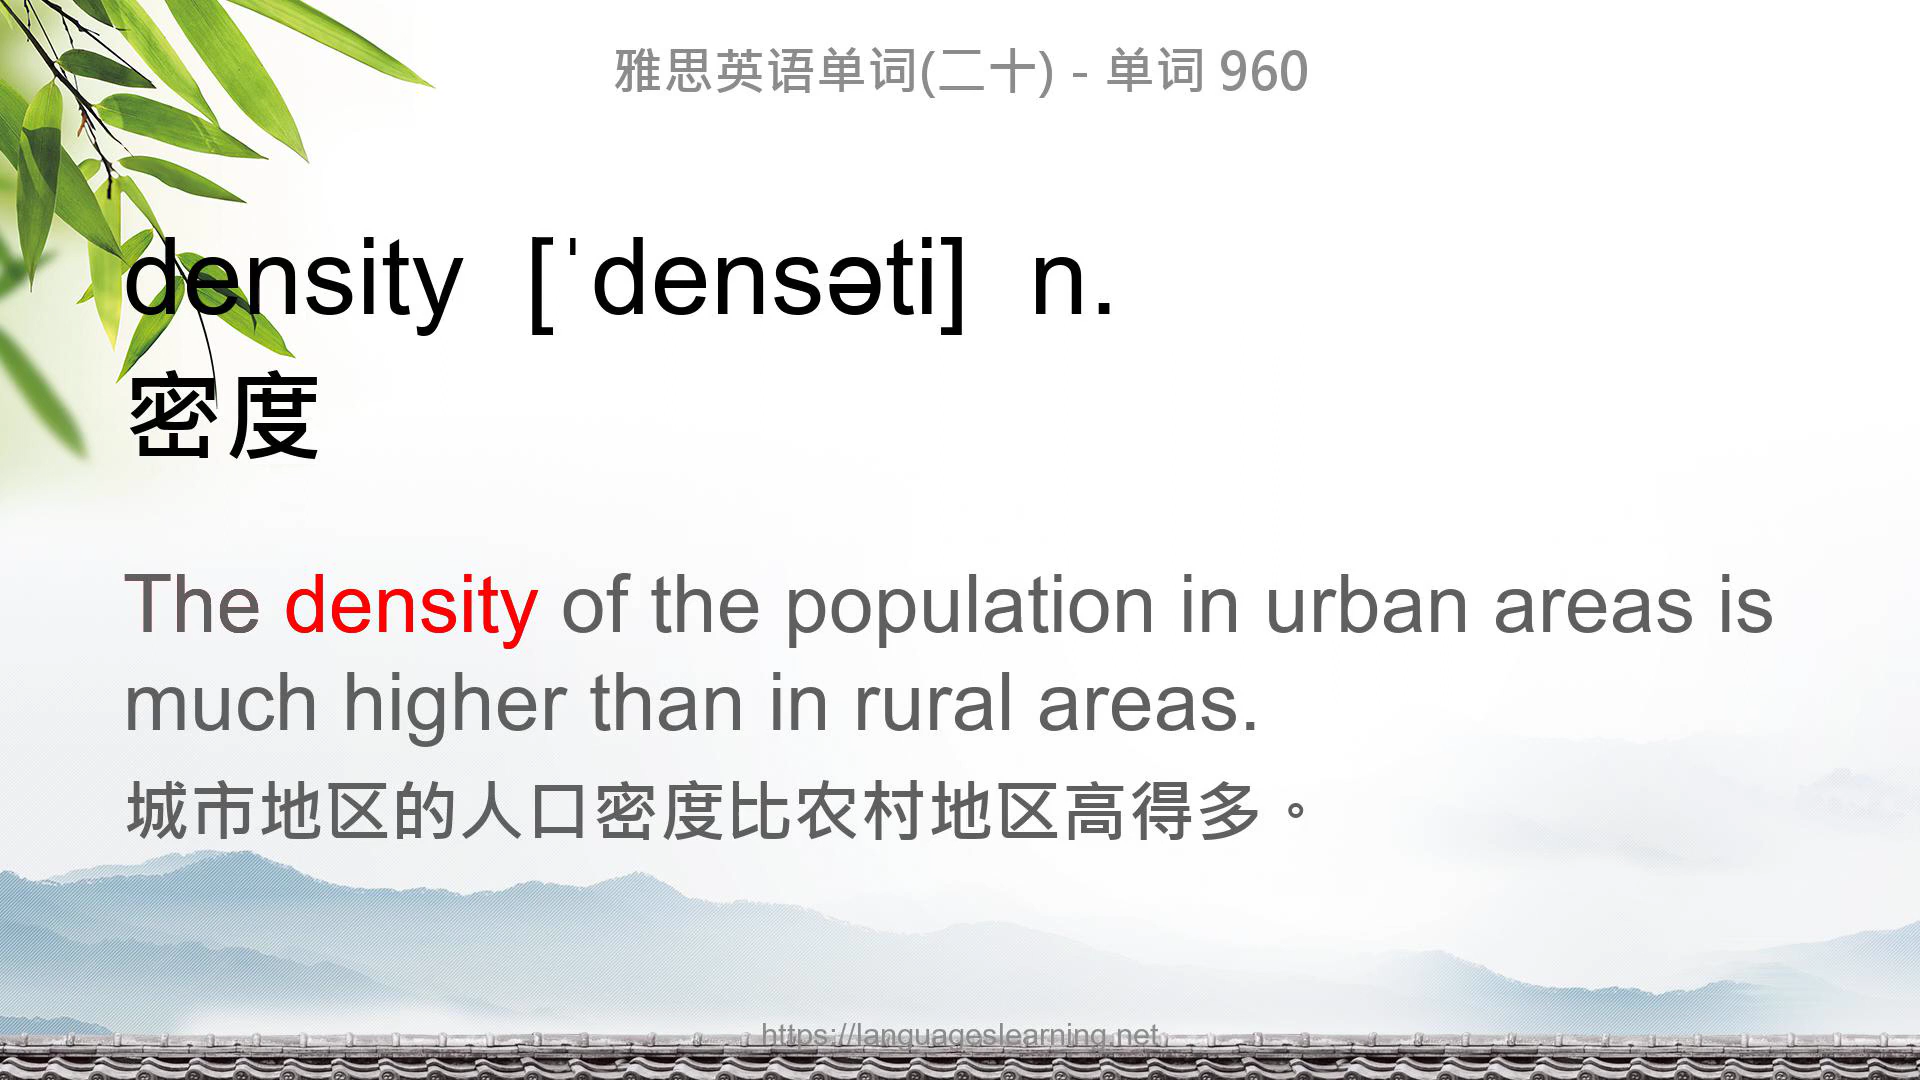 雅思英语单词(二十) - 单词 960
density [ˈdensəti] n.
密度
The density of the population in urban areas is
much higher than in rural areas.
城市地区的人口密度比农村地区高得多。
https://languageslearning.net